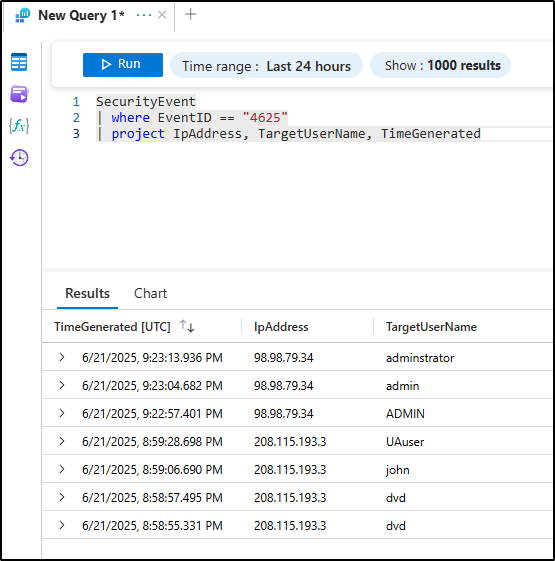 New Query 1* ··· × +
Run Time range : Last 24 hours Show : 1000 results
1 SecurityEvent
2 | where EventID == "4625"
3 | project IpAddress, TargetUserName, TimeGenerated
{ƒx}
Results Chart
TimeGenerated [UTC] ↑↓ IpAddress TargetUserName
> 6/21/2025, 9:23:13.936 PM 98.98.79.34 adminstrator
> 6/21/2025, 9:23:04.682 PM 98.98.79.34 admin
> 6/21/2025, 9:22:57.401 PM 98.98.79.34 ADMIN
> 6/21/2025, 8:59:28.698 PM 208.115.193.3 UAuser
> 6/21/2025, 8:59:06.690 PM 208.115.193.3 john
> 6/21/2025, 8:58:57.495 PM 208.115.193.3 dvd
> 6/21/2025, 8:58:55.331 PM 208.115.193.3 dvd